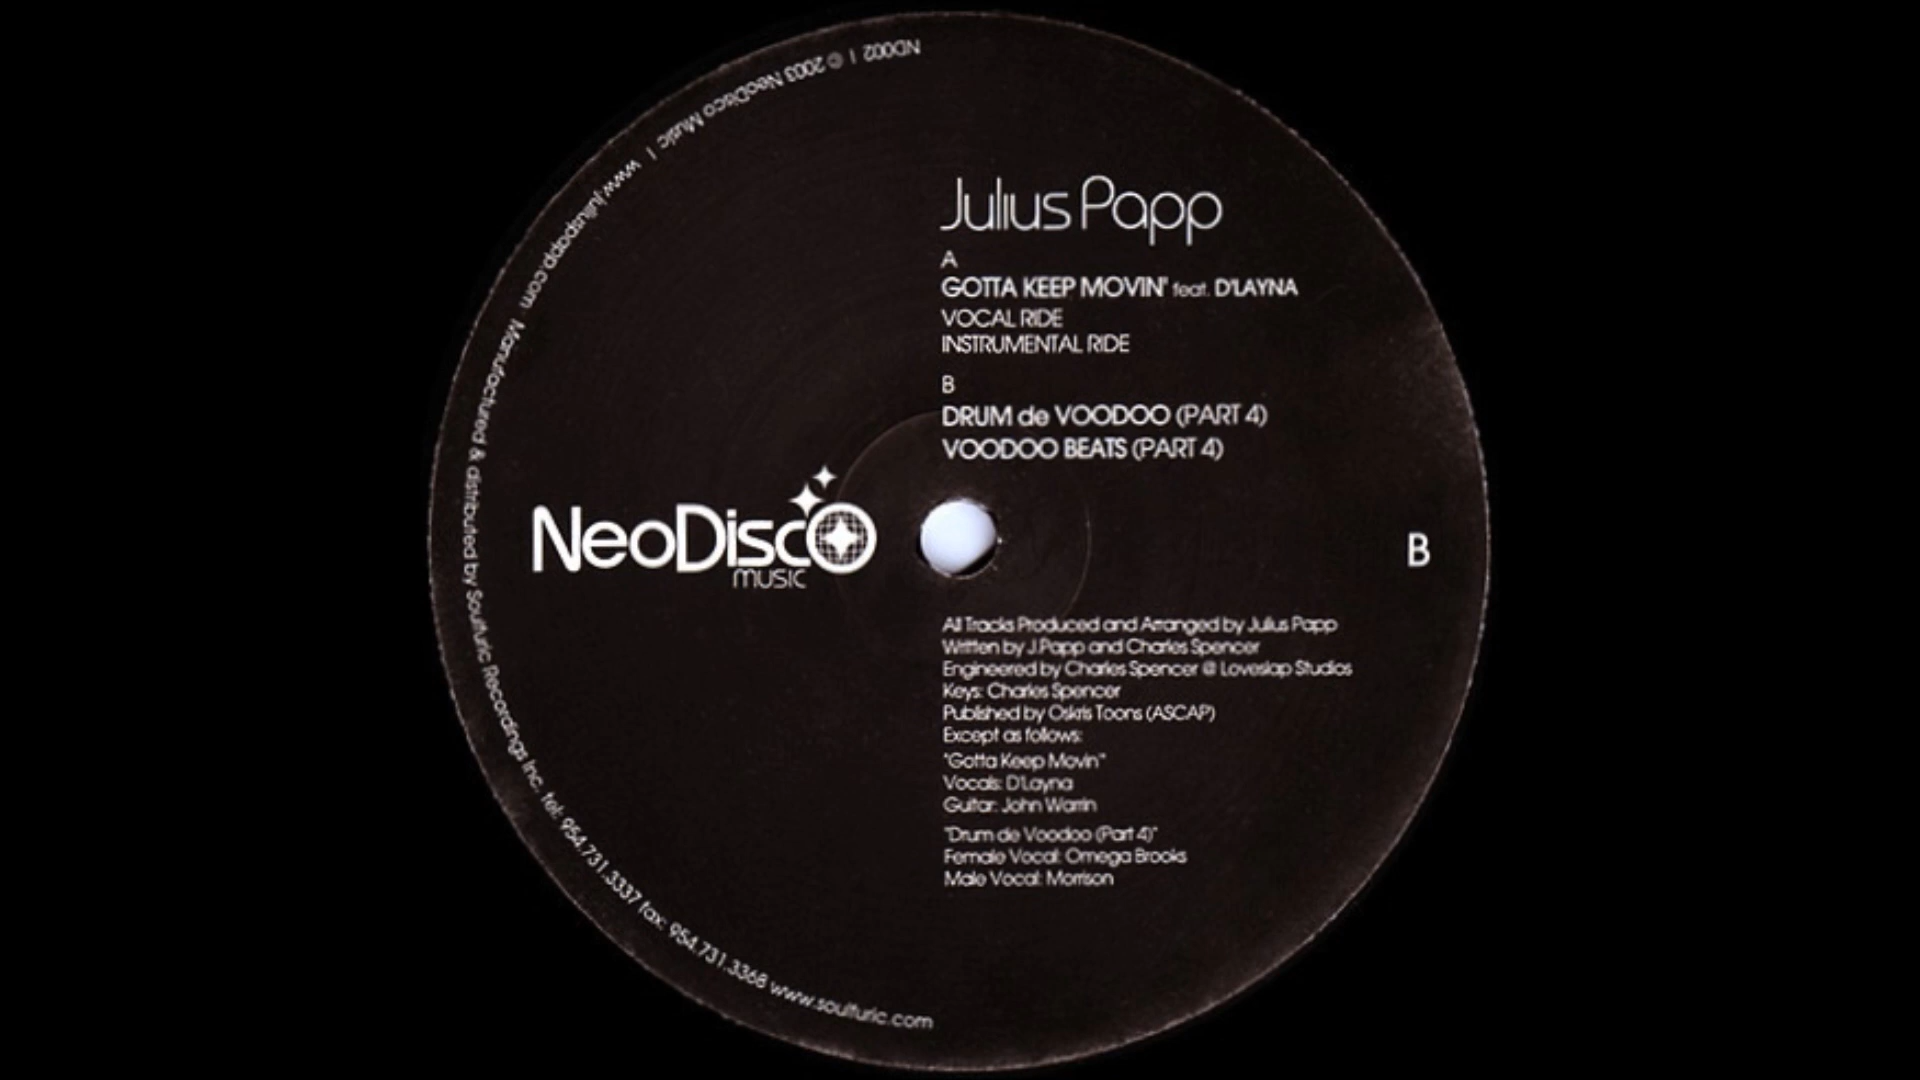 Julius Papp
A
GOTTA KEEP MOVIN' feat. D'LAYNA
VOCAL RIDE
INSTRUMENTAL RIDE
B
DRUM de VOODOO (PART 4)
VOODOO BEATS (PART 4)
NeoDisco
MUSIC
B
All Tracks Produced and Arranged by Julius Papp
Written by J.Papp and Charles Spencer
Engineered by Charles Spencer @ Loveslap Studios
Keys: Charles Spencer
Published by Oskris Toons (ASCAP)
Except as follows:
"Gotta Keep Movin'"
Vocals: D'Layna
Guitar: John Warrin
"Drum de Voodoo (Part 4)"
Female Vocal: Omega Brooks
Male Vocal: Morrison
ND002 | © 2003 NeoDisco Music | www.juliuspapp.com Manufactured & distributed by Soulfuric Recordings Inc. tel: 954.731.3337 fax: 954.731.3368 www.soulfuric.com